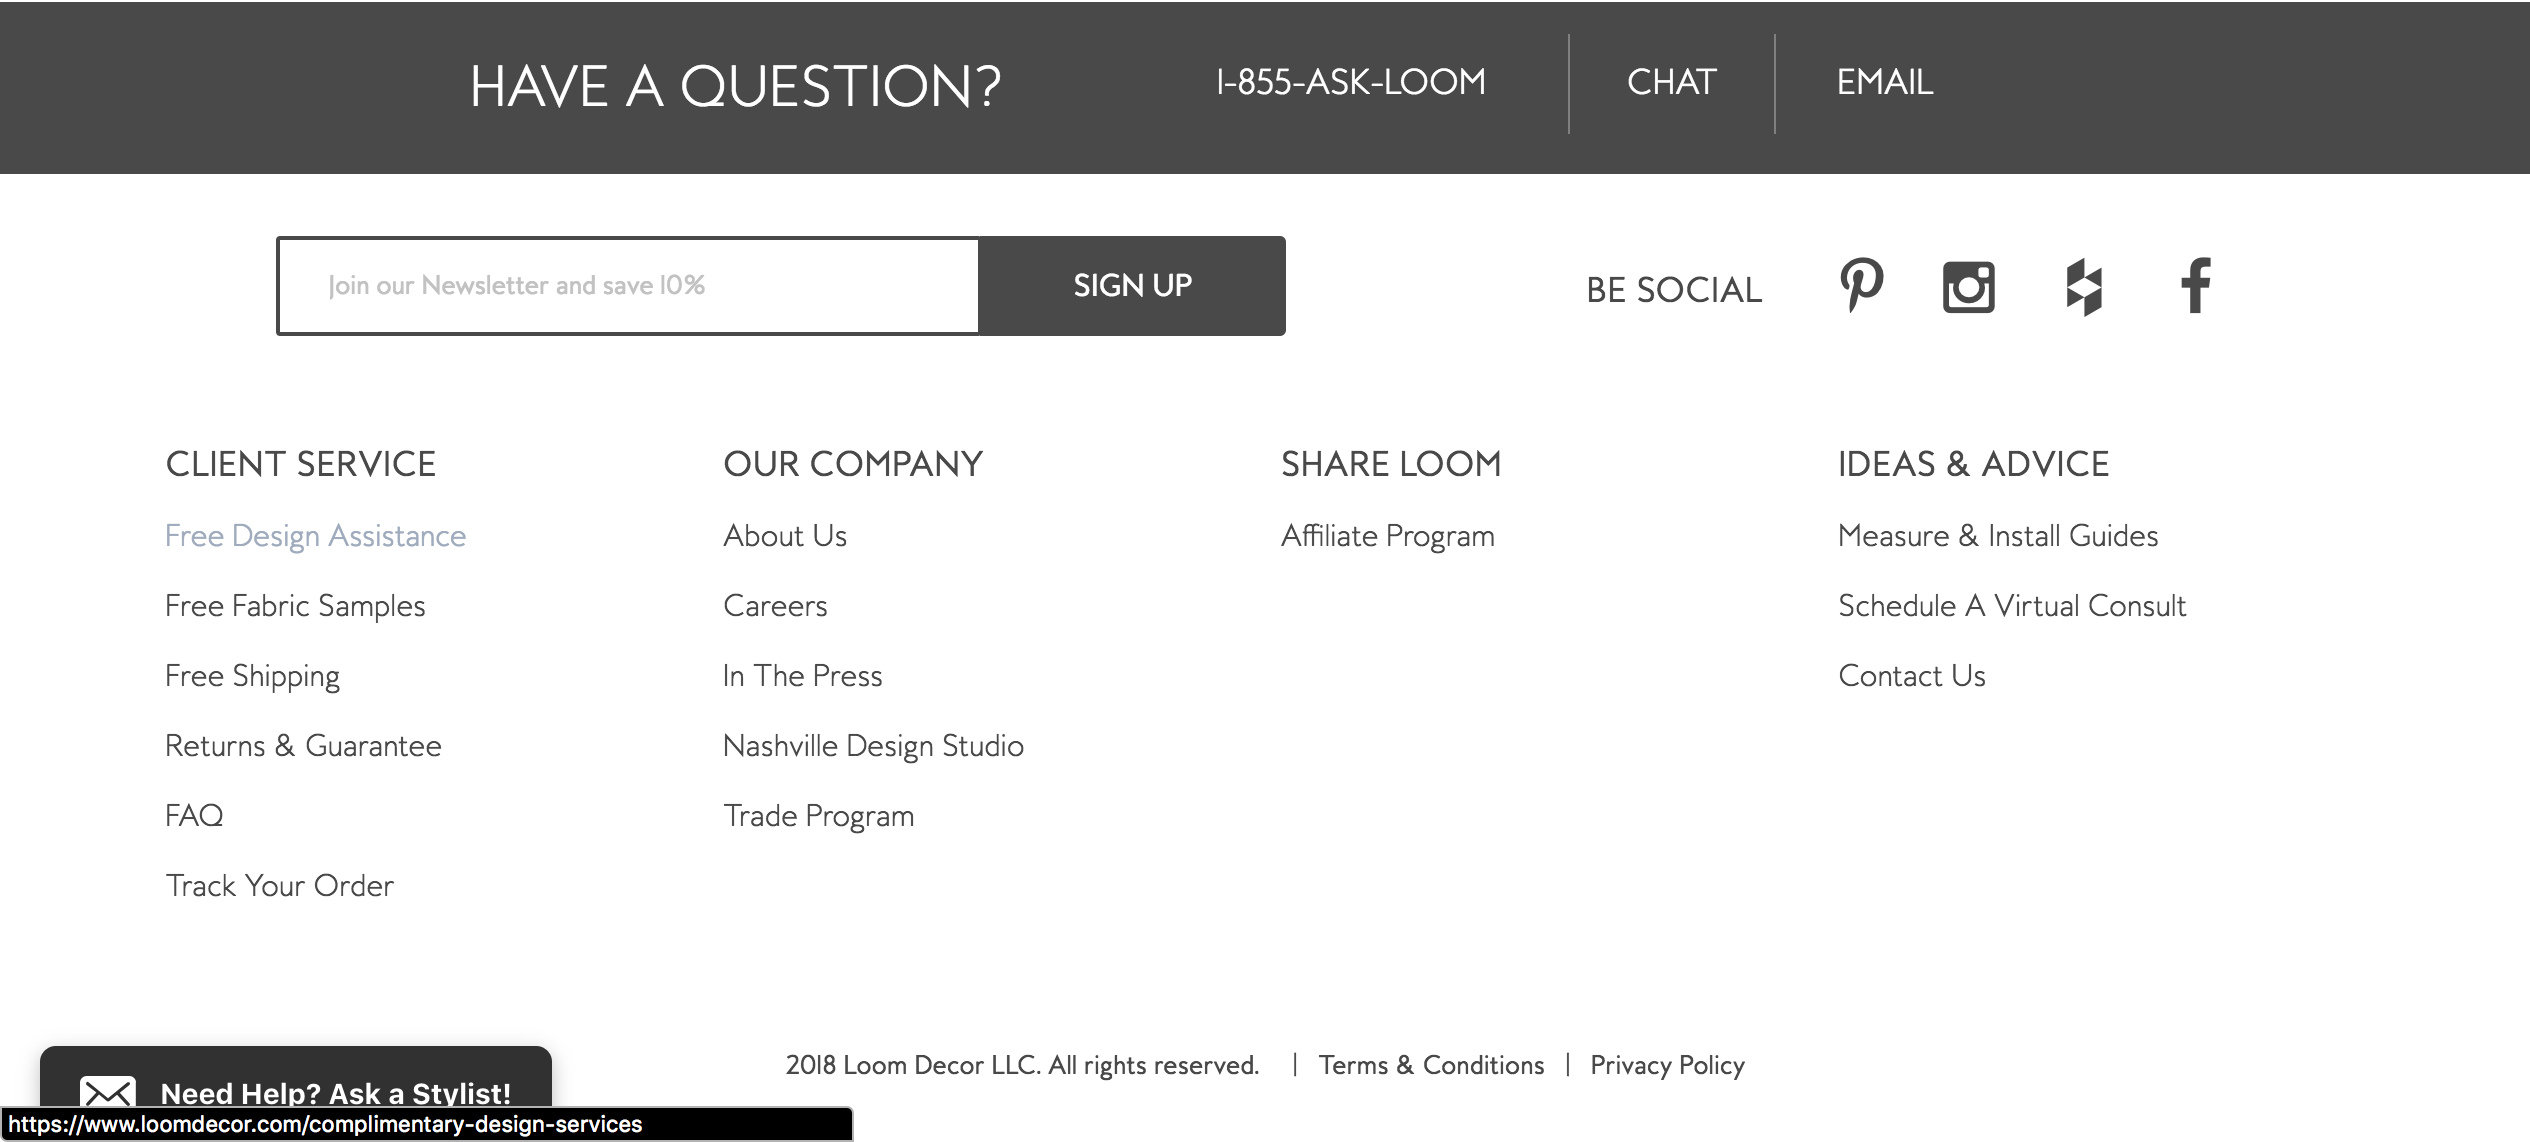 HAVE A QUESTION?
1-855-ASK-LOOM
CHAT
EMAIL
Join our Newsletter and save 10%
SIGN UP
BE SOCIAL
CLIENT SERVICE
Free Design Assistance
Free Fabric Samples
Free Shipping
Returns & Guarantee
FAQ
Track Your Order
OUR COMPANY
About Us
Careers
In The Press
Nashville Design Studio
Trade Program
SHARE LOOM
Affiliate Program
IDEAS & ADVICE
Measure & Install Guides
Schedule A Virtual Consult
Contact Us
2018 Loom Decor LLC. All rights reserved. | Terms & Conditions | Privacy Policy
Need Help? Ask a Stylist!
https://www.loomdecor.com/complimentary-design-services